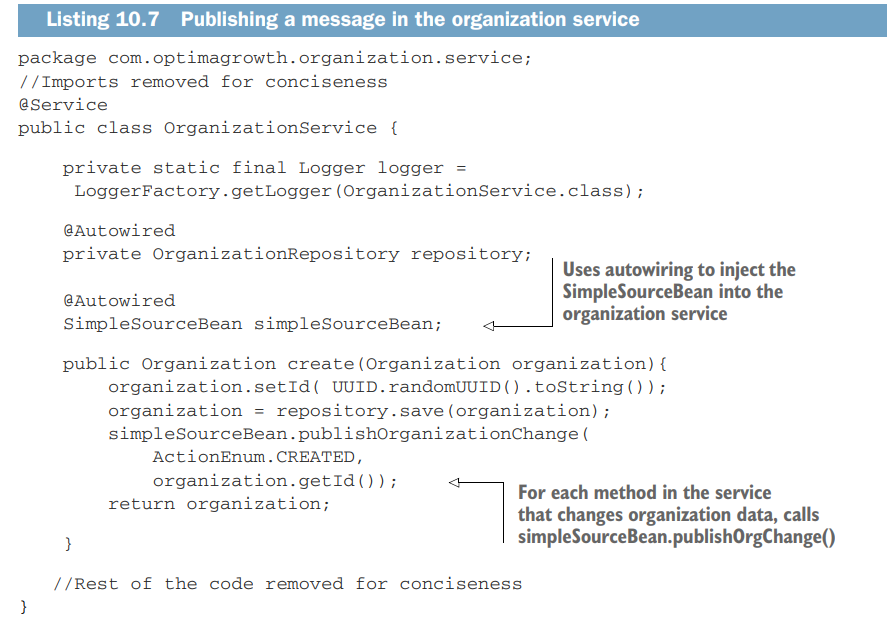 Listing 10.7 Publishing a message in the organization service
package com.optimagrowth.organization.service;
//Imports removed for conciseness
@Service
public class OrganizationService {
private static final Logger logger =
LoggerFactory.getLogger(OrganizationService.class);
@Autowired
private OrganizationRepository repository;
@Autowired
SimpleSourceBean simpleSourceBean;
Uses autowiring to inject the
SimpleSourceBean into the
organization service
public Organization create(Organization organization){
organization.setId( UUID.randomUUID().toString());
organization = repository.save(organization);
simpleSourceBean.publishOrganizationChange(
ActionEnum.CREATED,
organization.getId());
return organization;
For each method in the service
that changes organization data, calls
simpleSourceBean.publishOrgChange()
}
//Rest of the code removed for conciseness
}